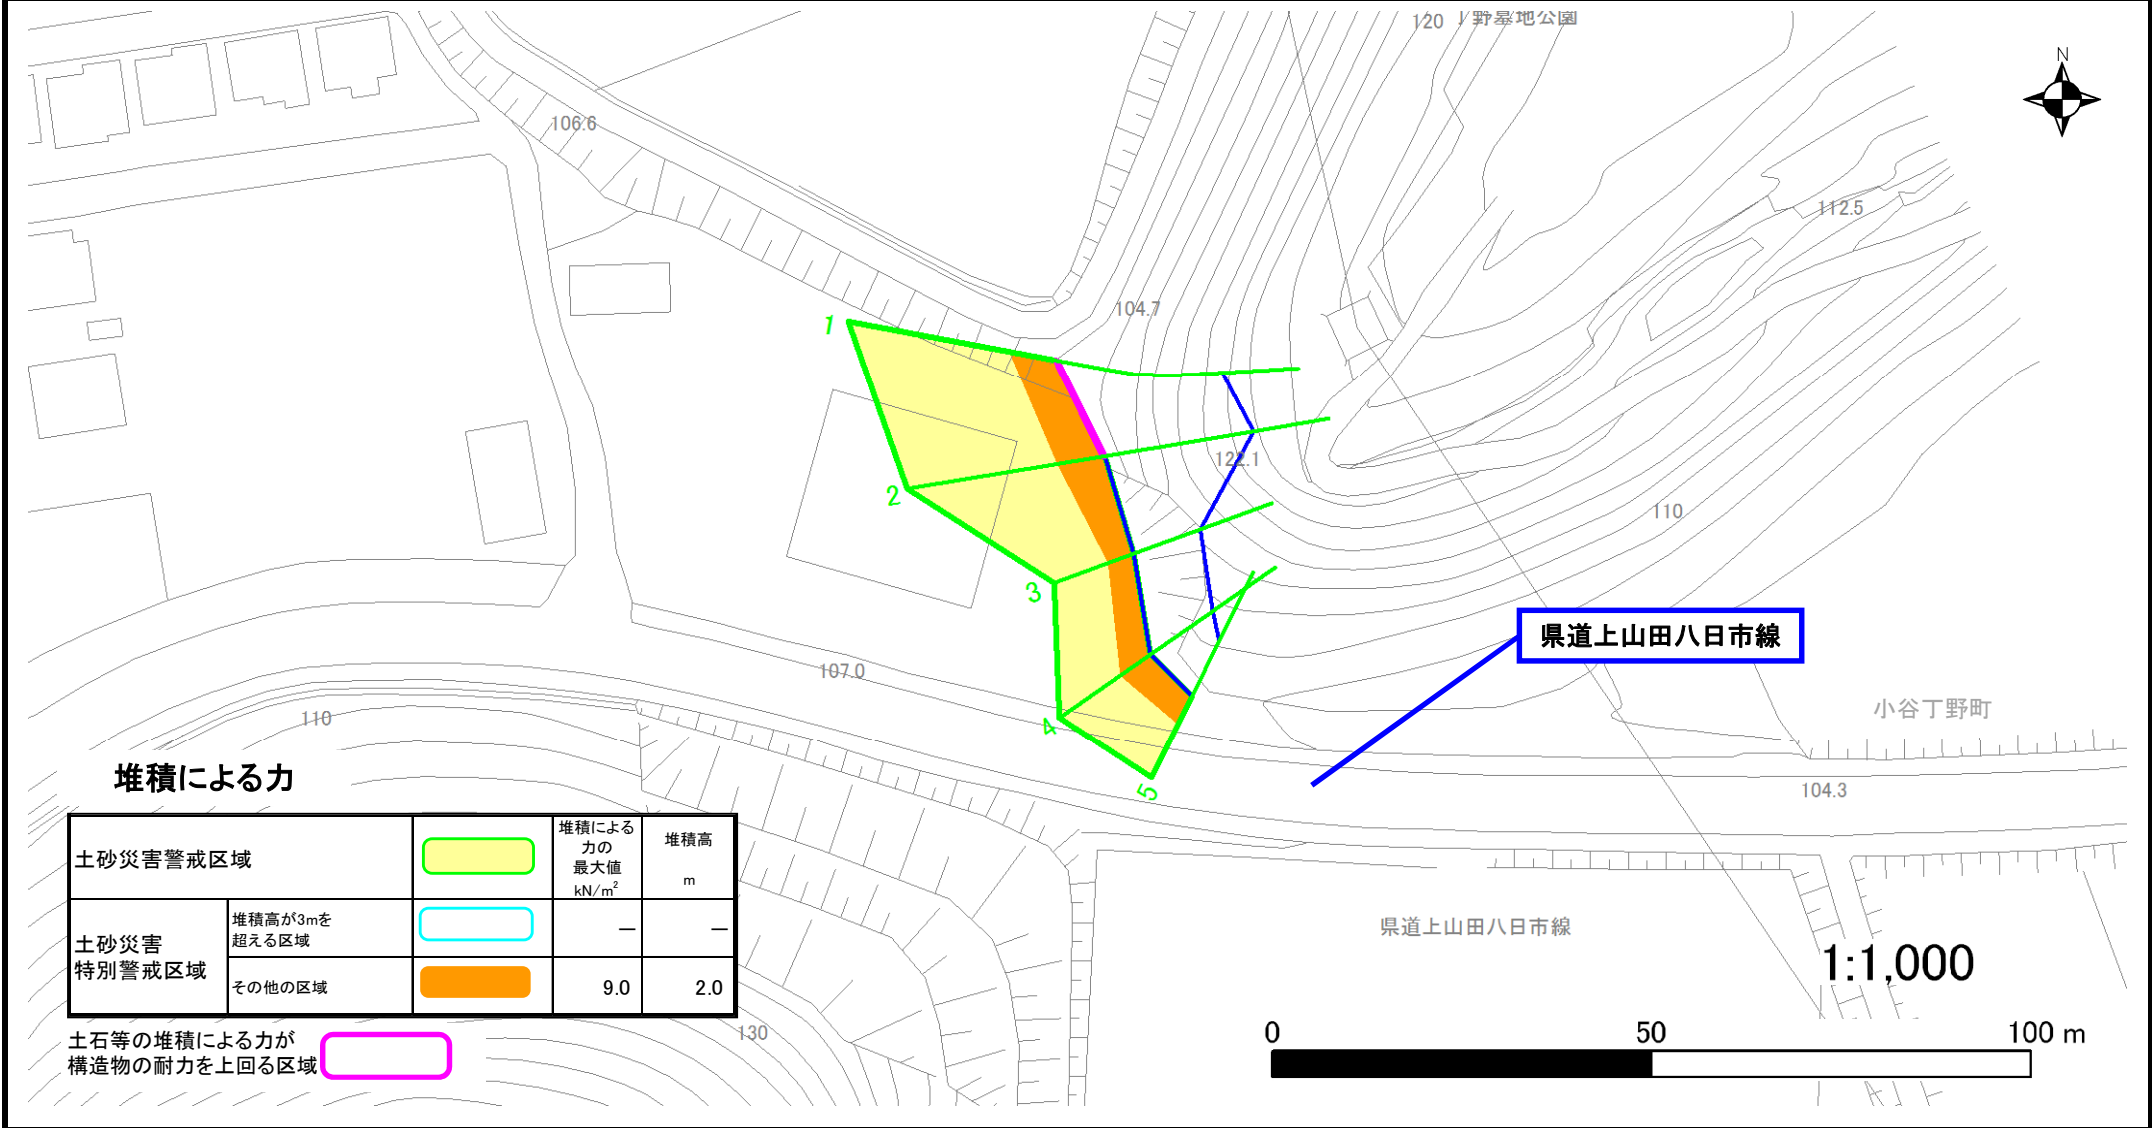 120
丁野墓地公園
N
106.6
112.5
104.7
1
122.1
2
110
3
県道上山田八日市線
107.0
小谷丁野町
110
4
堆積による力
5
104.3
堆積による
力の
最大値
kN/m²
堆積高
m
土砂災害警戒区域
土砂災害
特別警戒区域
堆積高が3mを
超える区域
－
－
その他の区域
9.0
2.0
県道上山田八日市線
1:1,000
130
土石等の堆積による力が
構造物の耐力を上回る区域
0
50
100 m